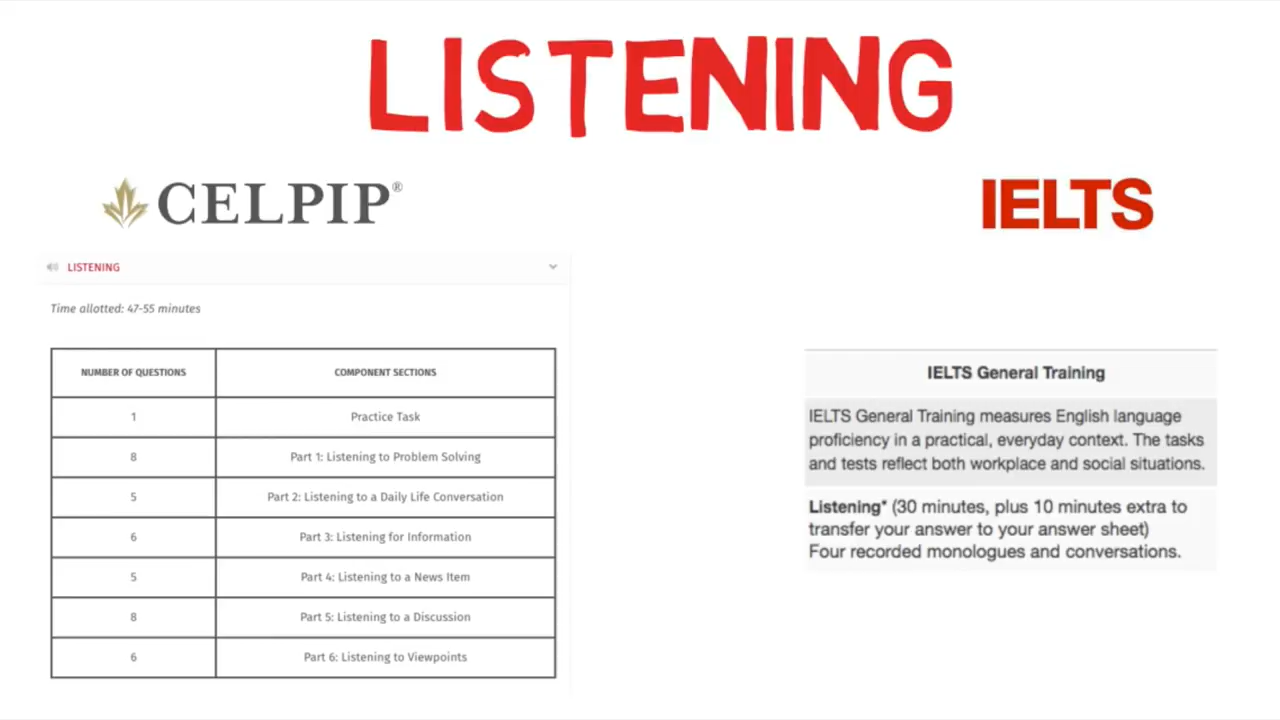 LISTENING
CELPIP®
IELTS
LISTENING
Time allotted: 47-55 minutes
NUMBER OF QUESTIONS COMPONENT SECTIONS
1 Practice Task
8 Part 1: Listening to Problem Solving
5 Part 2: Listening to a Daily Life Conversation
6 Part 3: Listening for Information
5 Part 4: Listening to a News Item
8 Part 5: Listening to a Discussion
6 Part 6: Listening to Viewpoints
IELTS General Training
IELTS General Training measures English language
proficiency in a practical, everyday context. The tasks
and tests reflect both workplace and social situations.
Listening* (30 minutes, plus 10 minutes extra to
transfer your answer to your answer sheet)
Four recorded monologues and conversations.